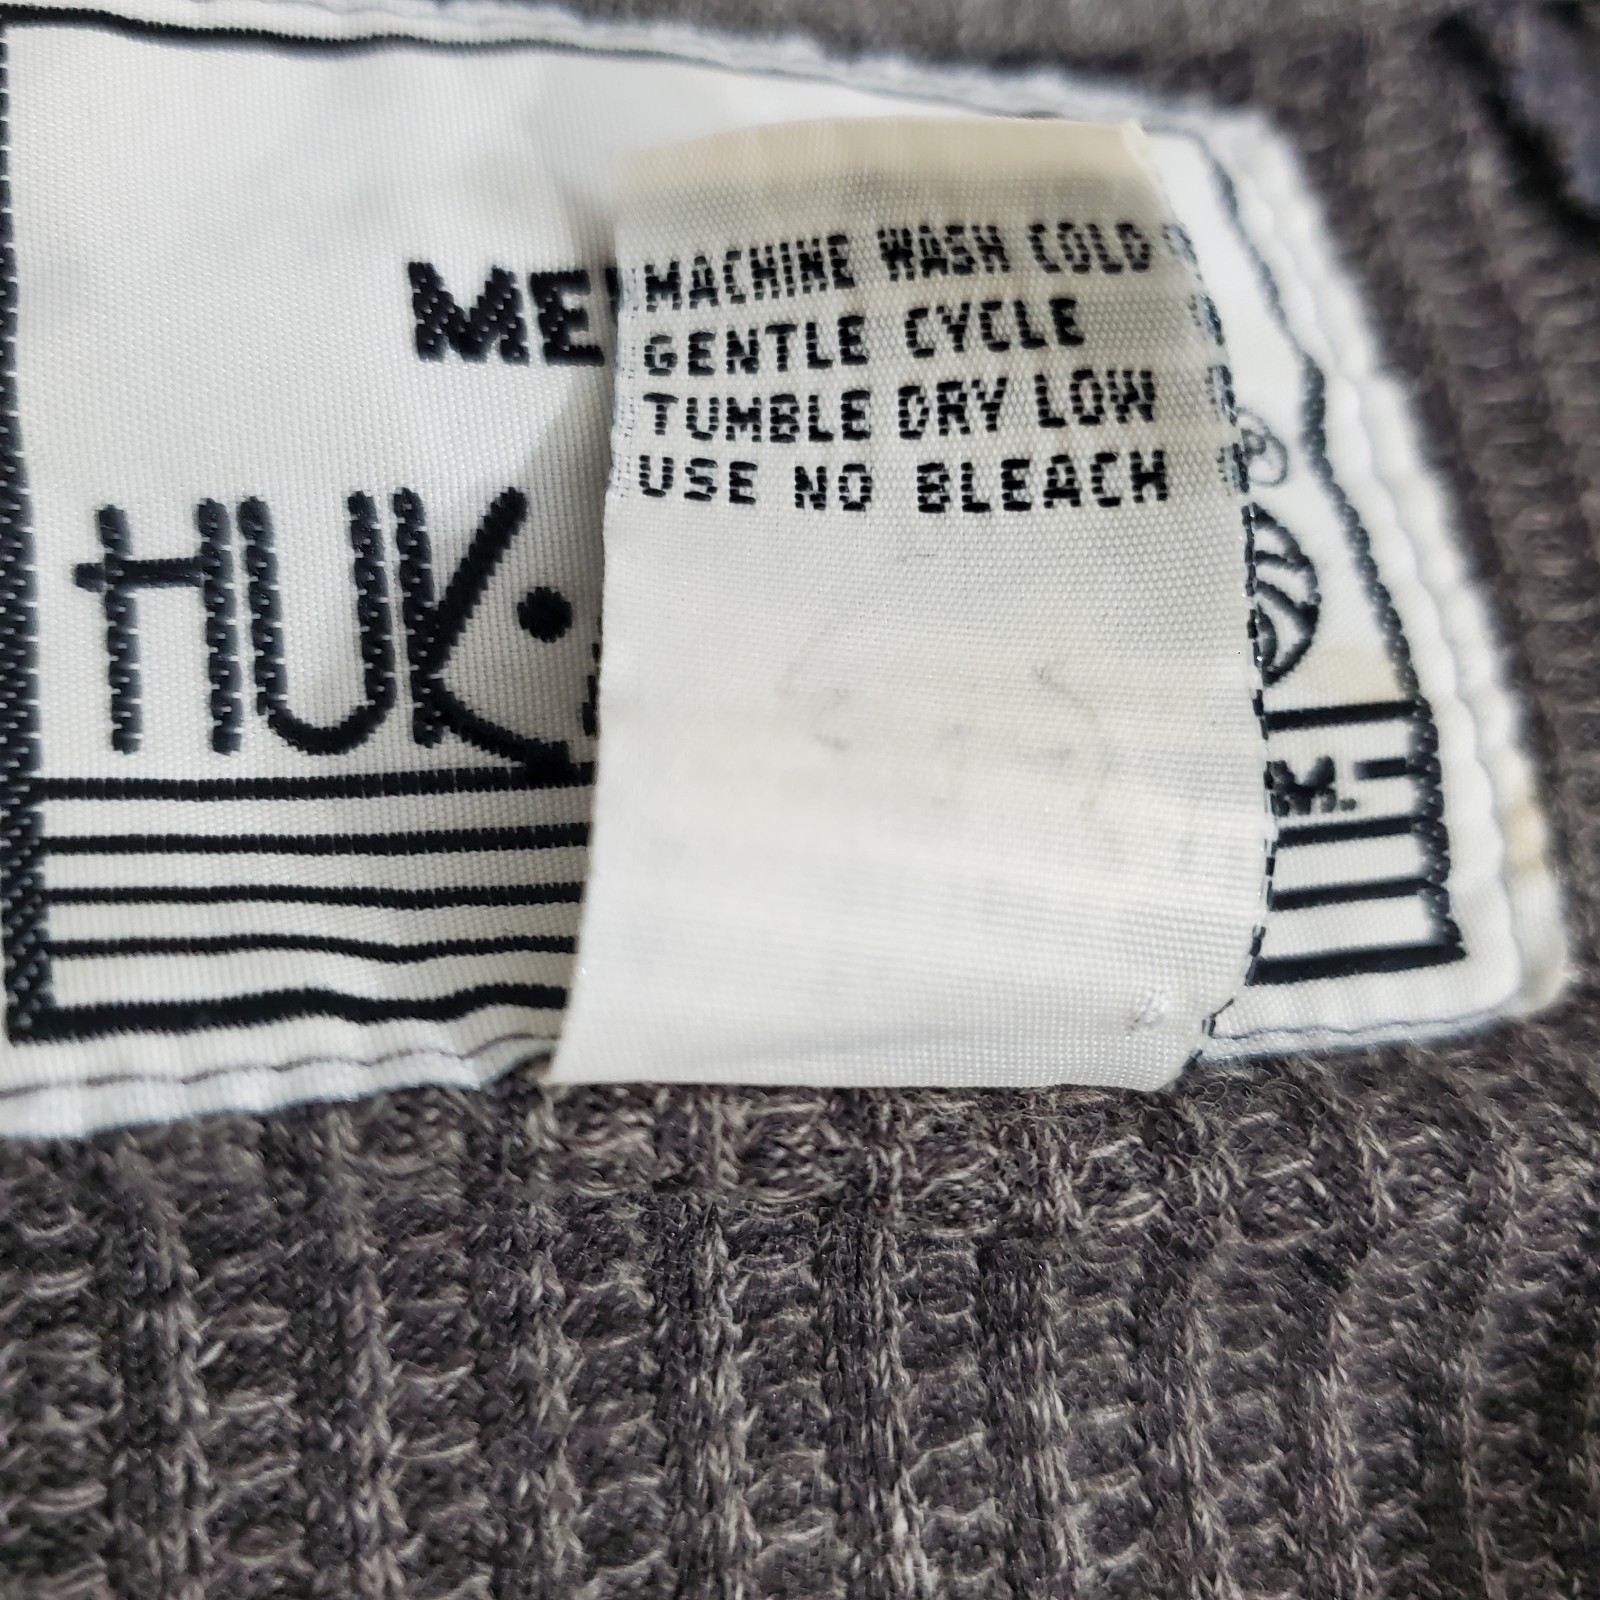 MACHINE WASH COLD
GENTLE CYCLE
TUMBLE DRY LOW
USE NO BLEACH
ME
HUK
®
M.